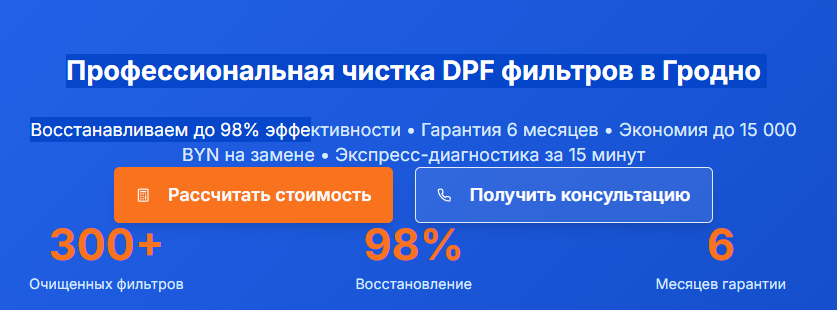 Профессиональная чистка DPF фильтров в Гродно
Восстанавливаем до 98% эффективности • Гарантия 6 месяцев • Экономия до 15 000
BYN на замене • Экспресс-диагностика за 15 минут
Рассчитать стоимость
Получить консультацию
300+
98%
6
Очищенных фильтров
Восстановление
Месяцев гарантии